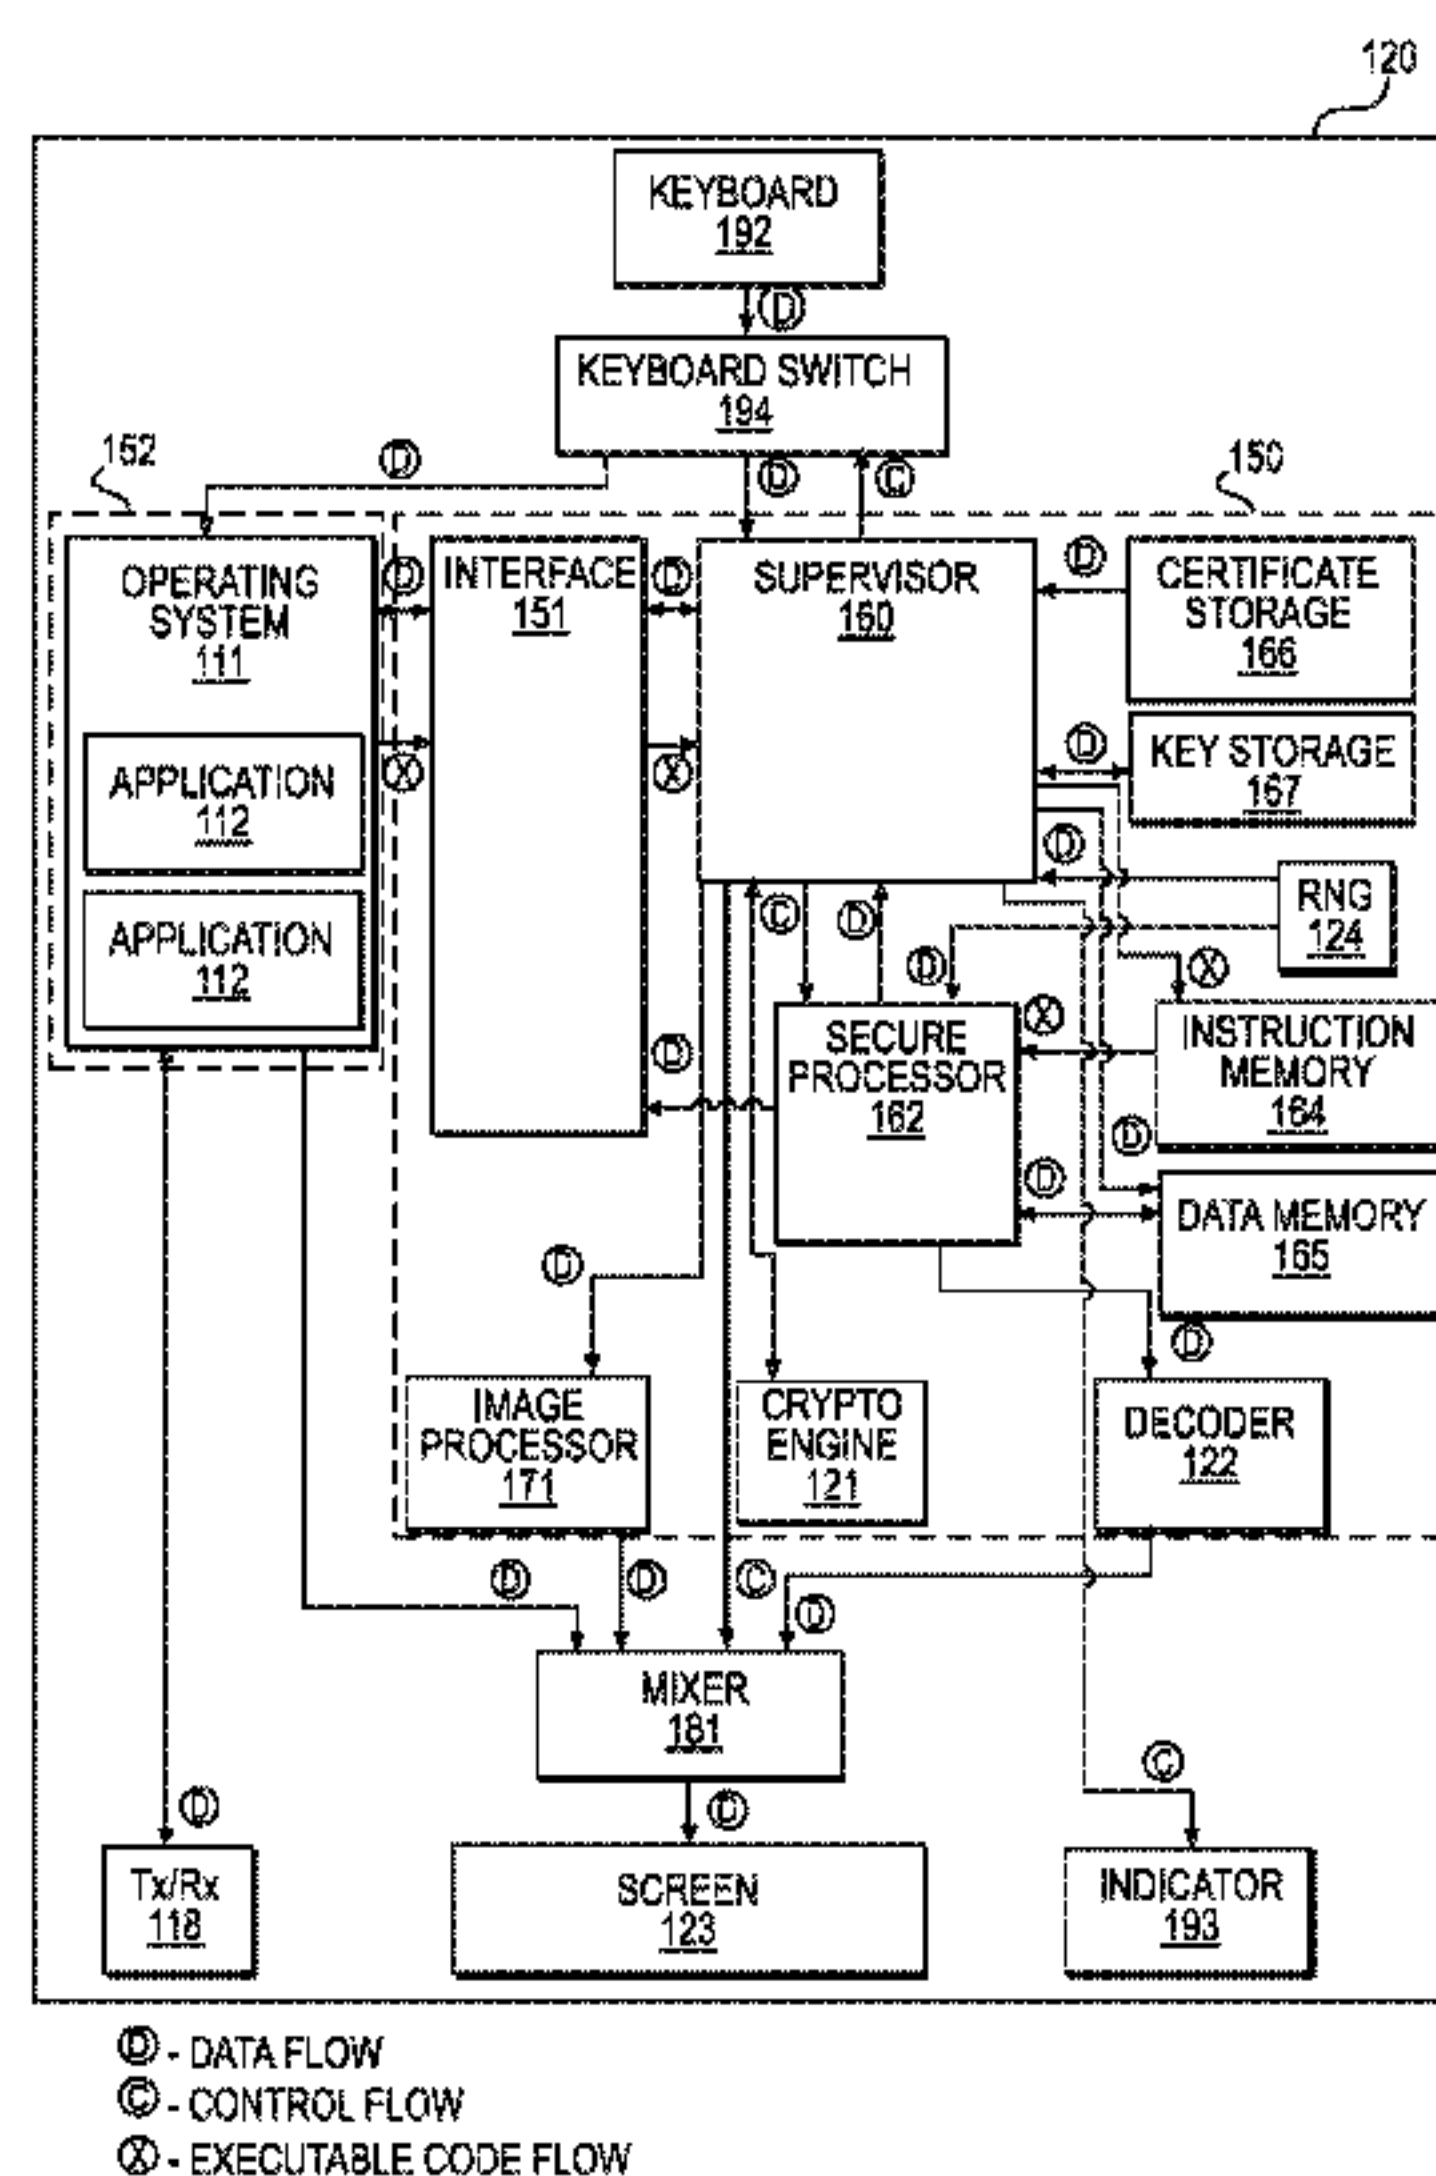 120
KEYBOARD
192
D
KEYBOARD SWITCH
194
152
D
D
C
150
OPERATING
SYSTEM
111
D
INTERFACE
151
D
SUPERVISOR
160
D
CERTIFICATE
STORAGE
166
X
X
D
KEY STORAGE
167
APPLICATION
112
APPLICATION
112
D
RNG
124
C
D
D
X
SECURE
PROCESSOR
162
X
INSTRUCTION
MEMORY
164
D
D
D
DATA MEMORY
165
D
D
IMAGE
PROCESSOR
171
CRYPTO
ENGINE
121
DECODER
122
D
D
C
D
MIXER
181
C
D
D
Tx/Rx
118
SCREEN
123
INDICATOR
193
D - DATA FLOW
C - CONTROL FLOW
X - EXECUTABLE CODE FLOW